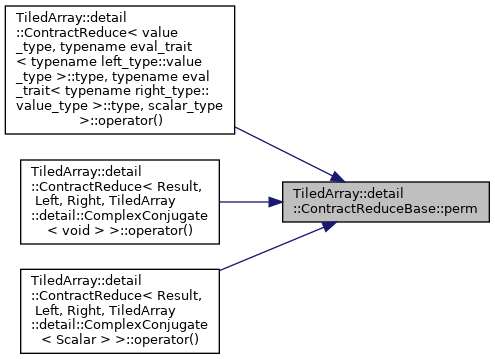 TiledArray::detail
::ContractReduce< value
_type, typename eval_trait
< typename left_type::value
_type >::type, typename eval
_trait< typename right_type::
value_type >::type, scalar_type
>::operator()
TiledArray::detail
::ContractReduce< Result,
Left, Right, TiledArray
::detail::ComplexConjugate
< void > >::operator()
TiledArray::detail
::ContractReduceBase::perm
TiledArray::detail
::ContractReduce< Result,
Left, Right, TiledArray
::detail::ComplexConjugate
< Scalar > >::operator()